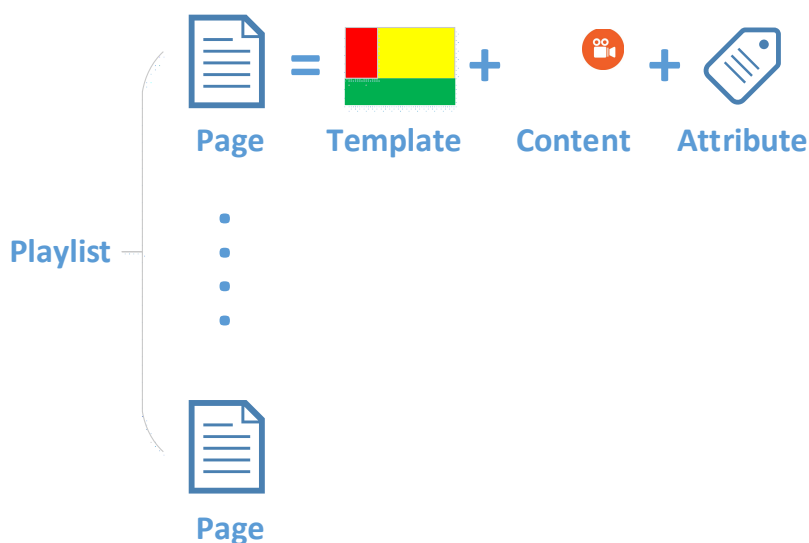 = + +
Page Template Content Attribute
Playlist
Page